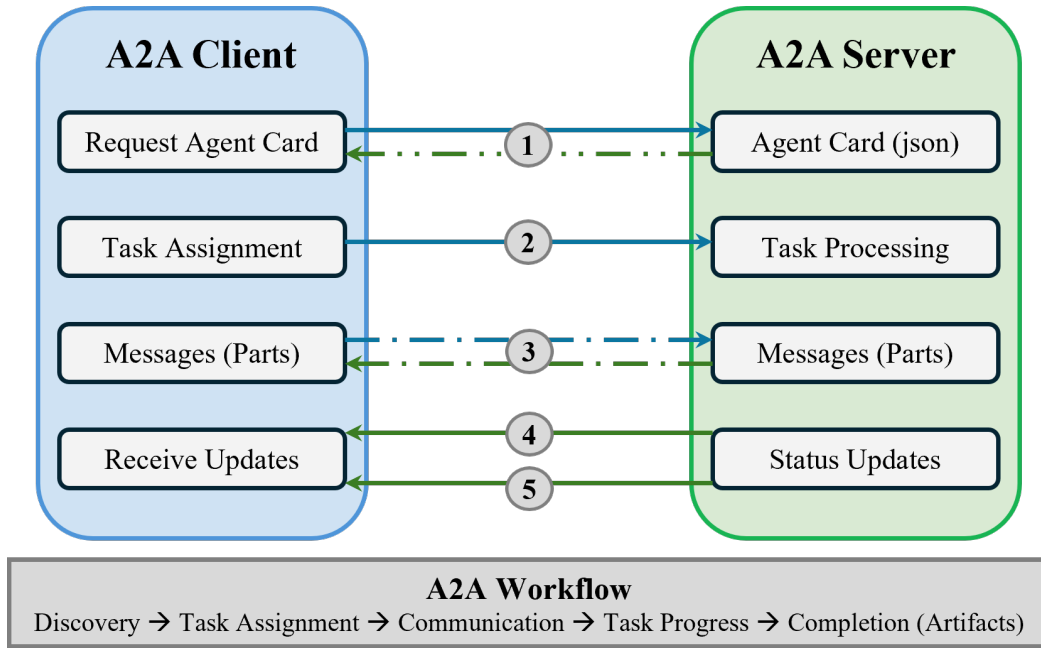 A2A Client
A2A Server
Request Agent Card
1
Agent Card (json)
Task Assignment
2
Task Processing
Messages (Parts)
3
Messages (Parts)
4
Receive Updates
Status Updates
5
A2A Workflow
Discovery → Task Assignment → Communication → Task Progress → Completion (Artifacts)